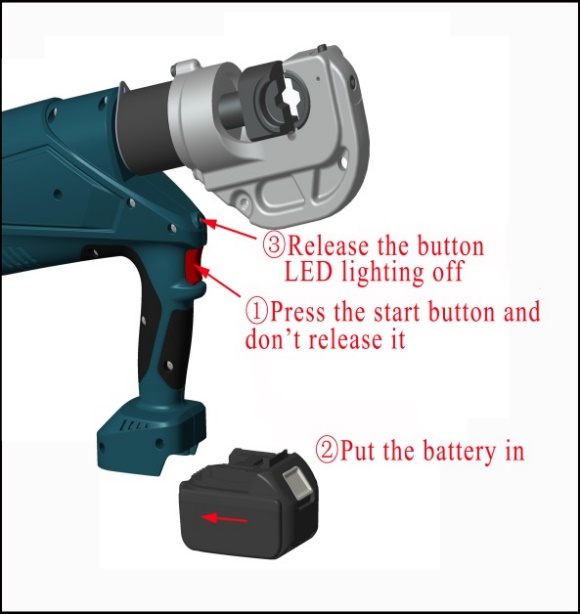 ③Release the button
LED lighting off
①Press the start button and
don't release it
②Put the battery in